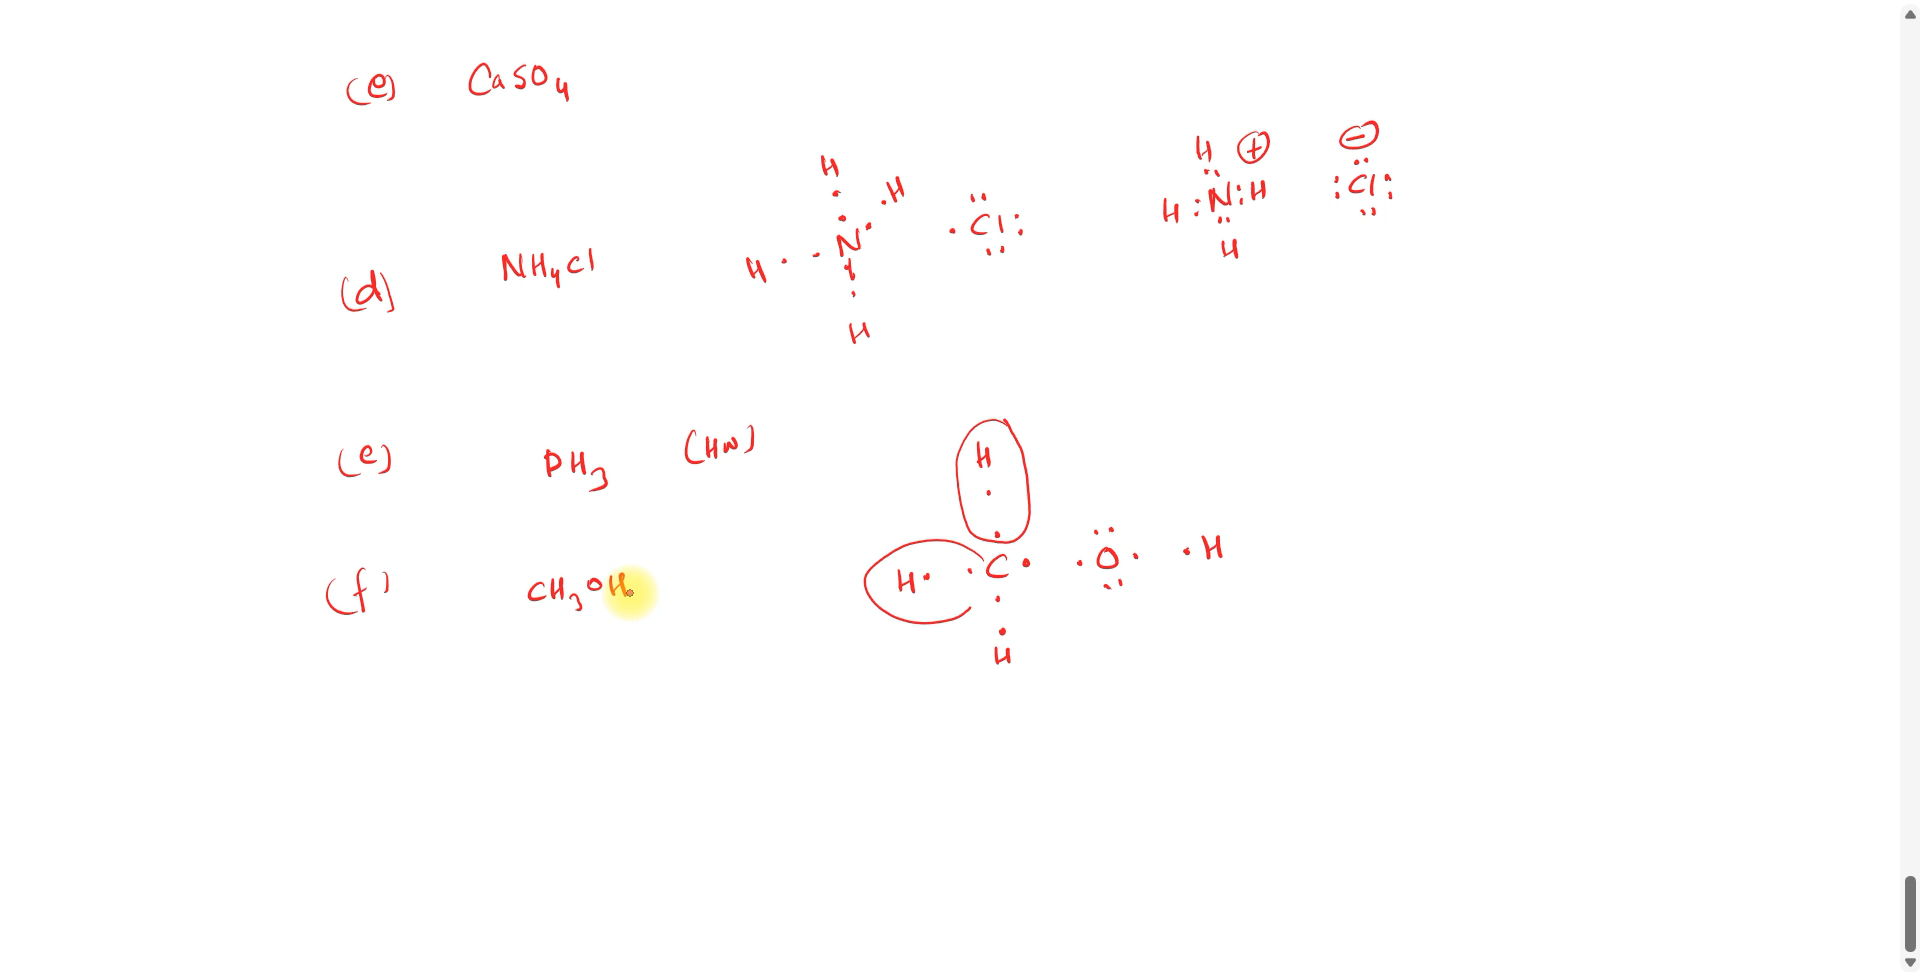 (e) CaSO4
(d) NH4Cl
H
H
H
N
H
Cl
H +
H N H
H
−
Cl
(e) PH3 (HW)
(f) CH3OH
H
H C O H
H